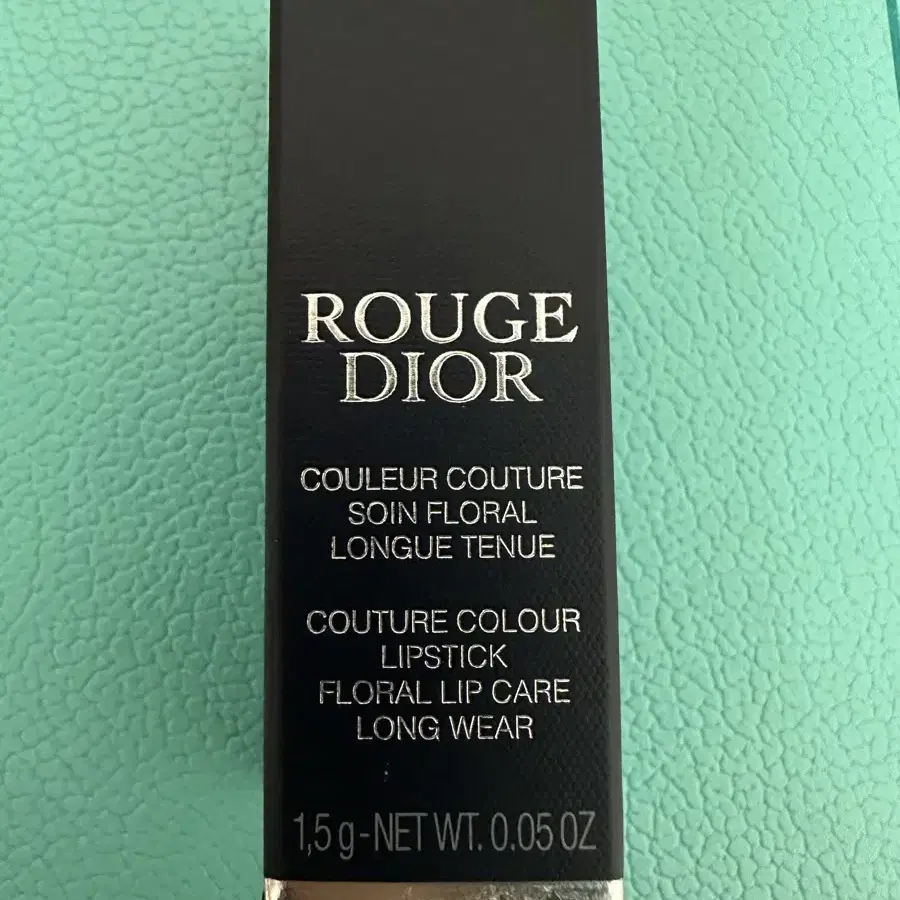 ROUGE
DIOR
COULEUR COUTURE
SOIN FLORAL
LONGUE TENUE
COUTURE COLOUR
LIPSTICK
FLORAL LIP CARE
LONG WEAR
1,5 g-NET WT. 0.05 OZ